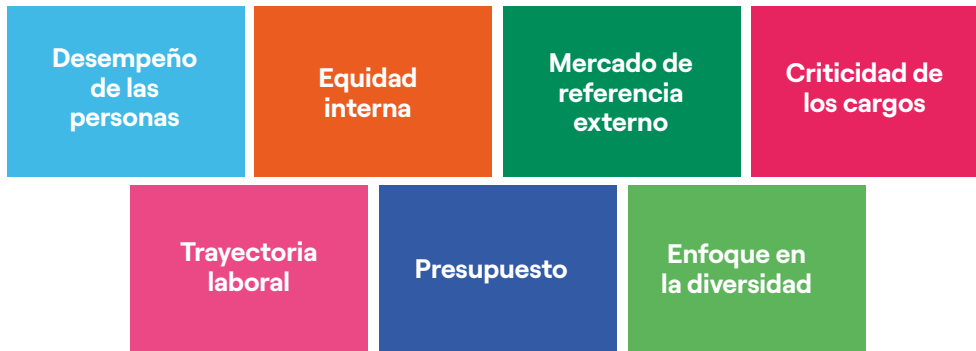 Desempeño
de las
personas
Equidad
interna
Mercado de
referencia
externo
Criticidad de
los cargos
Trayectoria
laboral
Presupuesto
Enfoque en
la diversidad